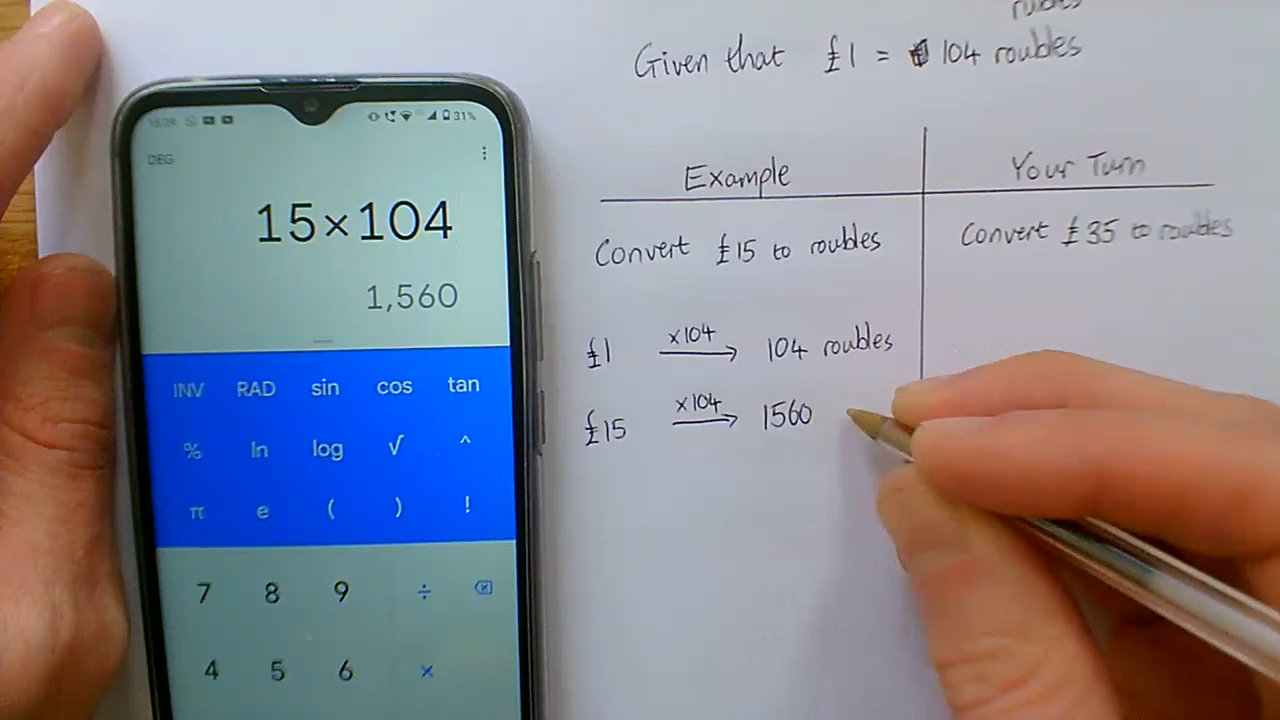 roubles
Given that £1 = 104 roubles
Example
Your Turn
Convert £15 to roubles
Convert £35 to roubles
£1 ×104 104 roubles
£15 ×104 1560
31%
DEG
15×104
1,560
INV RAD sin cos tan
% ln log √ ^
π e ( ) !
7 8 9 ÷
4 5 6 ×